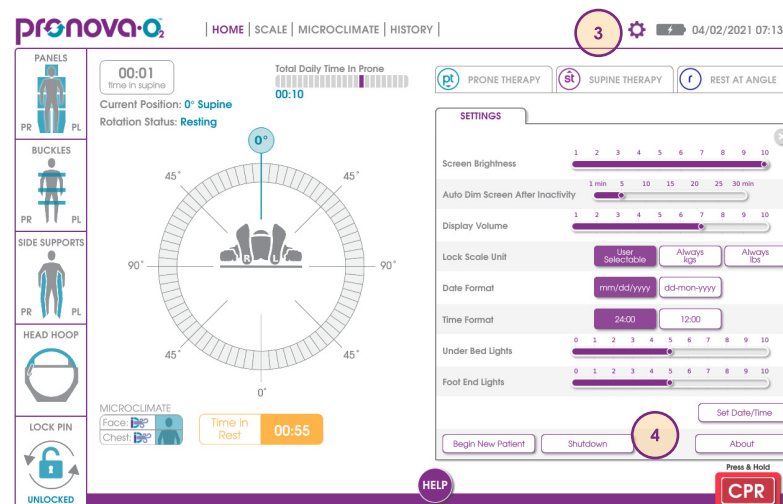 pronova·O2
HOME | SCALE | MICROCLIMATE | HISTORY |
3
04/02/2021 07:13
PANELS
PR PL
BUCKLES
PR PL
SIDE SUPPORTS
PR PL
HEAD HOOP
LOCK PIN
UNLOCKED
00:01
time in supine
Total Daily Time In Prone
00:10
Current Position: 0° Supine
Rotation Status: Resting
0°
45° 45°
R L
90° 90°
45° 45°
0°
MICROCLIMATE
Face:
Chest:
Time in
Rest
00:55
pt PRONE THERAPY
st SUPINE THERAPY
r REST AT ANGLE
SETTINGS
Screen Brightness
1 2 3 4 5 6 7 8 9 10
Auto Dim Screen After Inactivity
1 min 5 10 15 20 25 30 min
Display Volume
1 2 3 4 5 6 7 8 9 10
Lock Scale Unit
User
Selectable
Always
kgs
Always
lbs
Date Format
mm/dd/yyyy
dd-mon-yyyy
Time Format
24:00
12:00
Under Bed Lights
0 1 2 3 4 5 6 7 8 9 10
Foot End Lights
0 1 2 3 4 5 6 7 8 9 10
Set Date/Time
Begin New Patient
Shutdown
4
About
HELP
Press & Hold
CPR